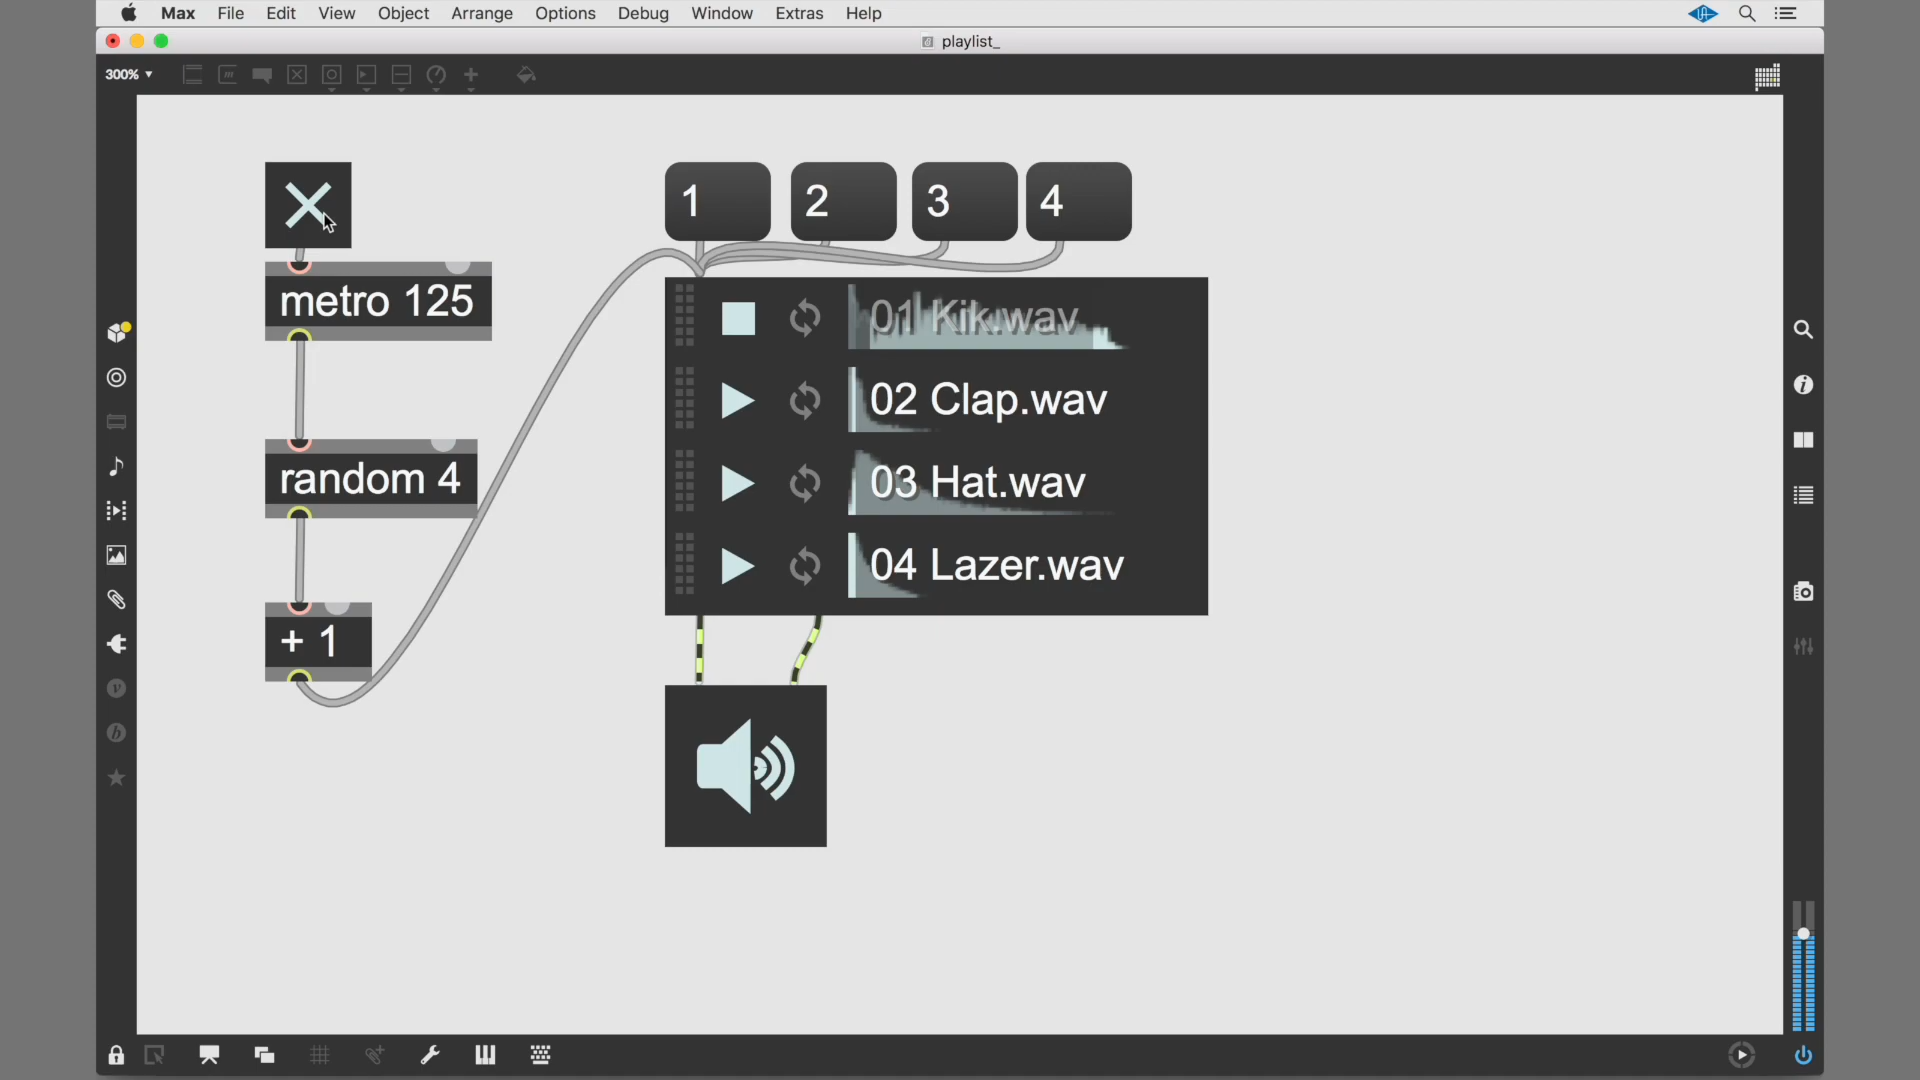 Max File Edit View Object Arrange Options Debug Window Extras Help
playlist_
300%
1 2 3 4
metro 125
01 Kik.wav
02 Clap.wav
random 4
03 Hat.wav
04 Lazer.wav
+ 1